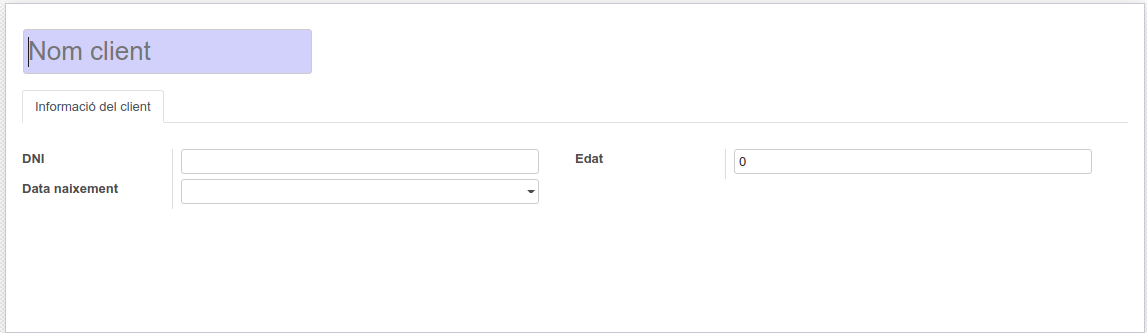 Nom client
Informació del client
DNI
Edat
0
Data naixement